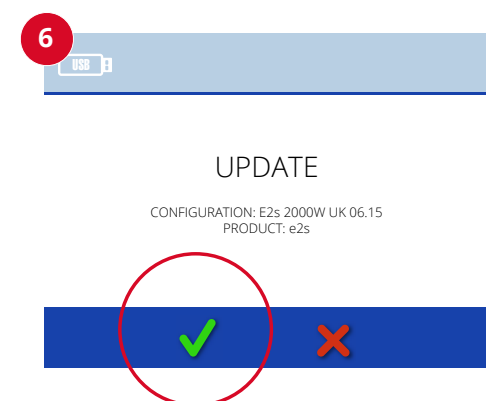 6
USB
UPDATE
CONFIGURATION: E2s 2000W UK 06.15
PRODUCT: e2s